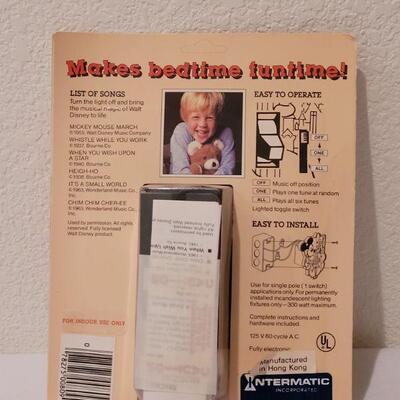 Makes bedtime funtime!
LIST OF SONGS
Turn the light off and bring
the musical magic of Walt
Disney to life
MICKEY MOUSE MARCH
©1955, Walt Disney Music Company
WHISTLE WHILE YOU WORK
©1937, Bourne Co.
WHEN YOU WISH UPON
A STAR
©1940, Bourne Co.
HEIGH-HO
©1938, Bourne Co.
IT'S A SMALL WORLD
©1963, Wonderland Music Co.,
Inc.
CHIM CHIM CHER-EE
©1963, Wonderland Music Co.,
Inc.
Used by permission. All rights
reserved. Fully licensed
Walt Disney product.
FOR INDOOR USE ONLY
EASY TO OPERATE
OFF
ONE
ALL
OFF Music off position
ONE Plays one tune at random
ALL Plays all six tunes
Lighted toggle switch
EASY TO INSTALL
Use for single pole (1 switch)
applications only. For permanently
installed incandescent lighting
fixtures only—300 watt maximum.
Complete instructions and
hardware included.
125 V 60 cycle A.C.
Fully electronic
UL
Manufactured
in Hong Kong
INTERMATIC
INCORPORATED
When You Wish Upon